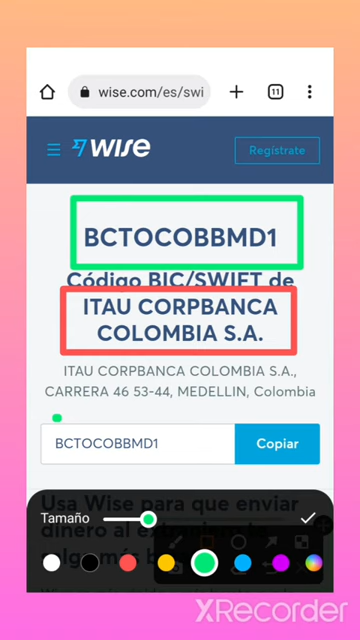 wise.com/es/swi
11
WISE
Regístrate
BCTOCOBBMD1
Código BIC/SWIFT de
ITAU CORPBANCA
COLOMBIA S.A.
ITAU CORPBANCA COLOMBIA S.A.,
CARRERA 46 53-44, MEDELLIN, Colombia
BCTOCOBBMD1
Copiar
Usa Wise para que enviar
Tamaño
dinero al
XRecorder